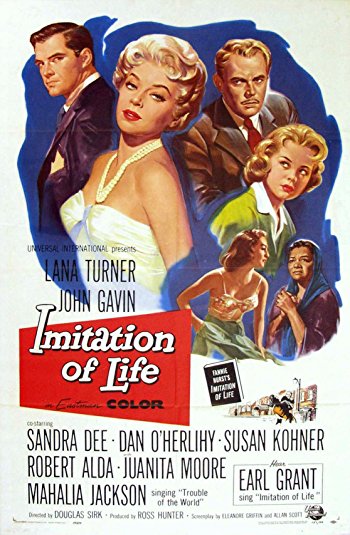 UNIVERSAL INTERNATIONAL presents
LANA TURNER
JOHN GAVIN
Imitation
of Life
in Eastman COLOR
FANNIE
HURST'S
IMITATION
OF LIFE
co-starring
SANDRA DEE · DAN O'HERLIHY · SUSAN KOHNER
ROBERT ALDA · JUANITA MOORE
MAHALIA JACKSON singing "Trouble of the World"
Hear
EARL GRANT
sing "Imitation of Life"
Directed by DOUGLAS SIRK · Produced by ROSS HUNTER · Screenplay by ELEANORE GRIFFIN and ALLAN SCOTT